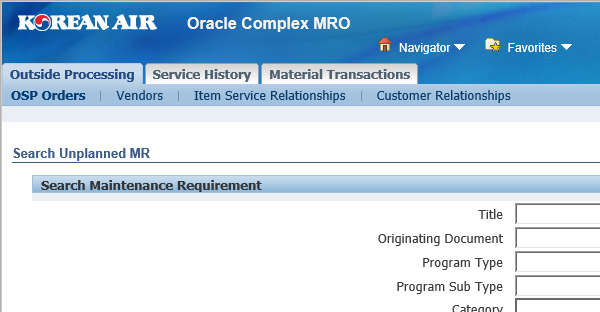 KOREAN AIR Oracle Complex MRO
Navigator Favorites
Outside Processing Service History Material Transactions
OSP Orders | Vendors | Item Service Relationships | Customer Relationships
Search Unplanned MR
Search Maintenance Requirement
Title
Originating Document
Program Type
Program Sub Type
Category